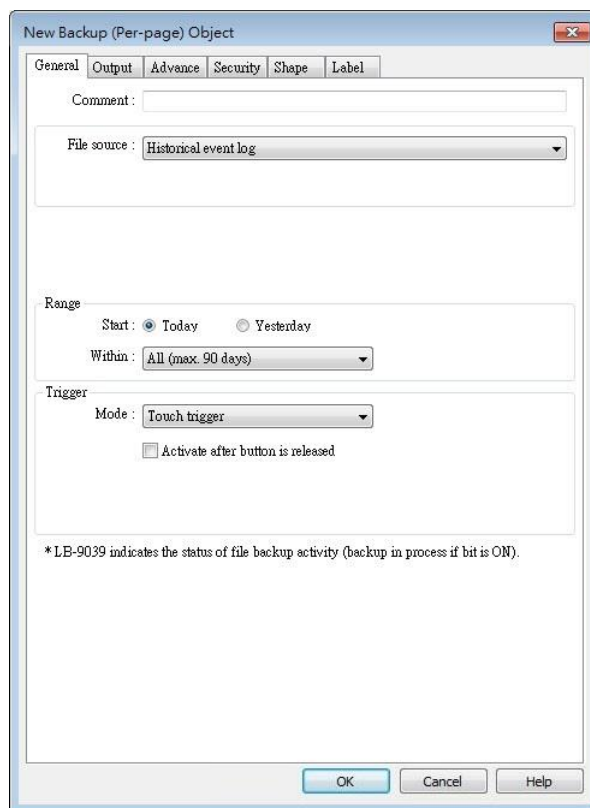 New Backup (Per-page) Object
General Output Advance Security Shape Label
Comment :
File source : Historical event log
Range
Start : Today Yesterday
Within : All (max. 90 days)
Trigger
Mode : Touch trigger
Activate after button is released
* LB-9039 indicates the status of file backup activity (backup in process if bit is ON).
OK Cancel Help